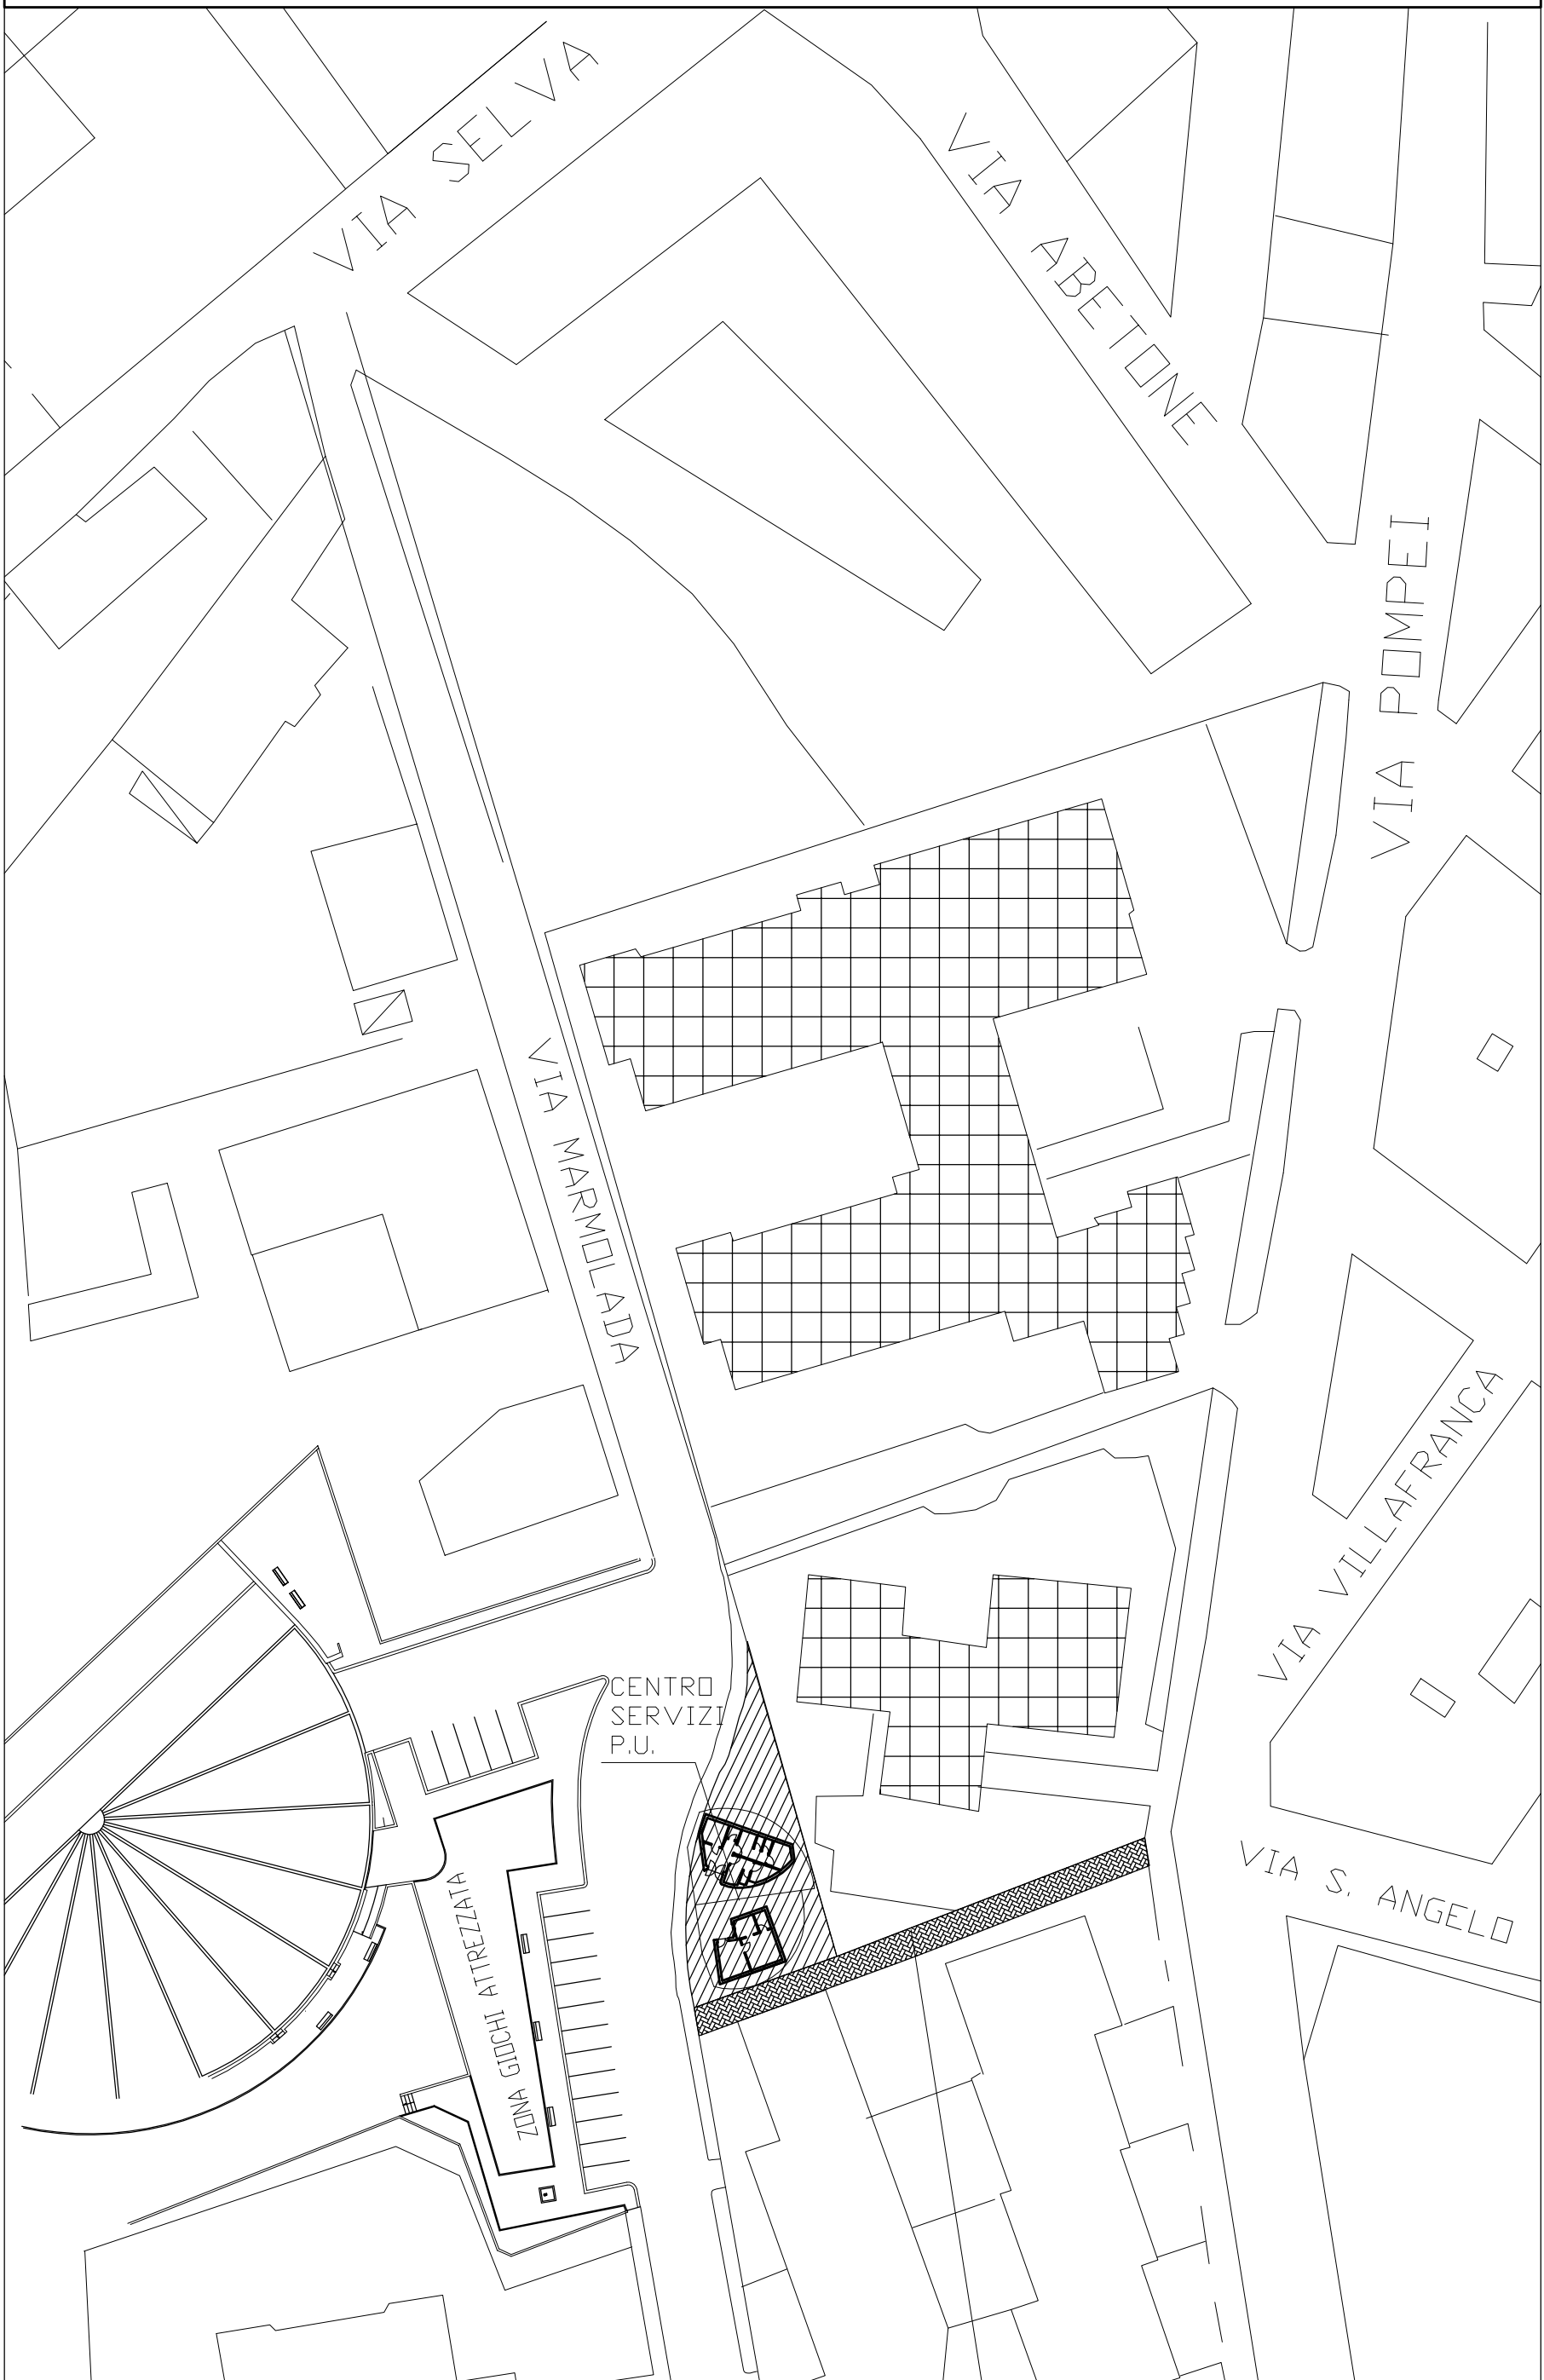 VIA SELVA
VIA ABETONE
VIA POMPEI
VIA MARMOLADA
VIA VILLAFRANCA
CENTRO
SERVIZI
P.U.
VIA S. ANGELO
ZONA GIOCHI ATTREZZATA